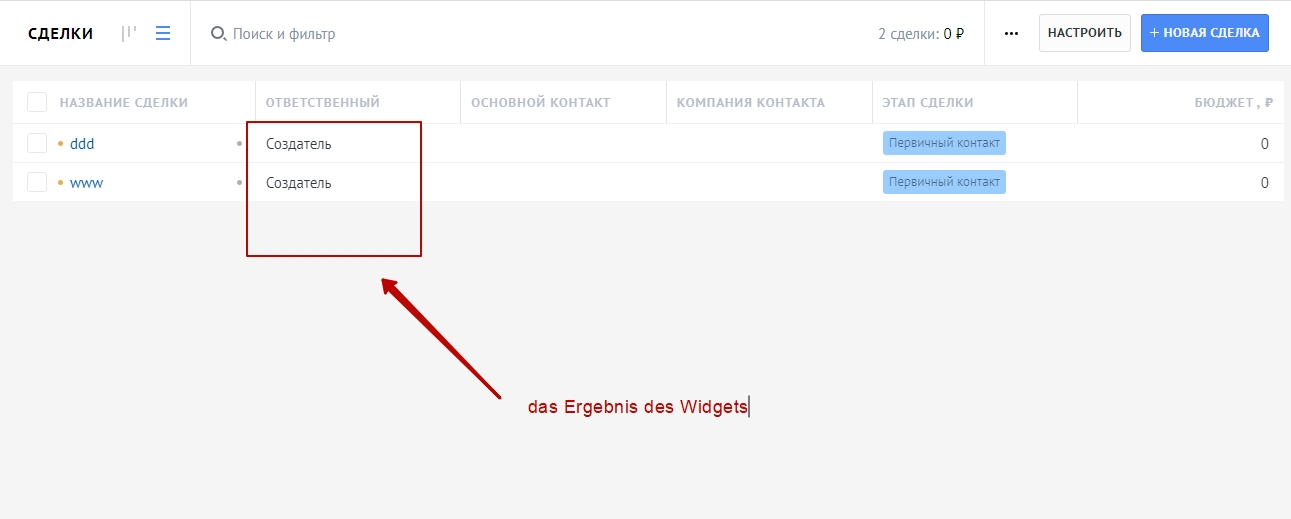 СДЕЛКИ
Поиск и фильтр
2 сделки: 0 ₽
НАСТРОИТЬ
+ НОВАЯ СДЕЛКА
НАЗВАНИЕ СДЕЛКИ ОТВЕТСТВЕННЫЙ ОСНОВНОЙ КОНТАКТ КОМПАНИЯ КОНТАКТА ЭТАП СДЕЛКИ БЮДЖЕТ , ₽
ddd Создатель Первичный контакт 0
www Создатель Первичный контакт 0
das Ergebnis des Widgets